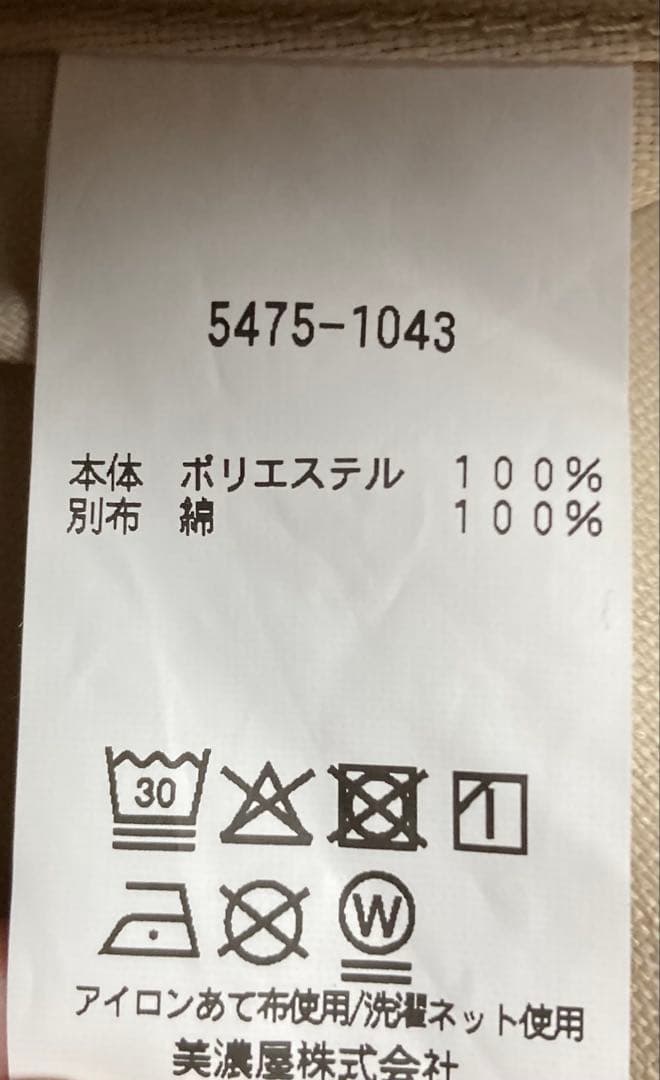 5475-1043
本体 ポリエステル 100%
別布 綿 100%
30
W
アイロンあて布使用/洗濯ネット使用
美濃屋株式会社